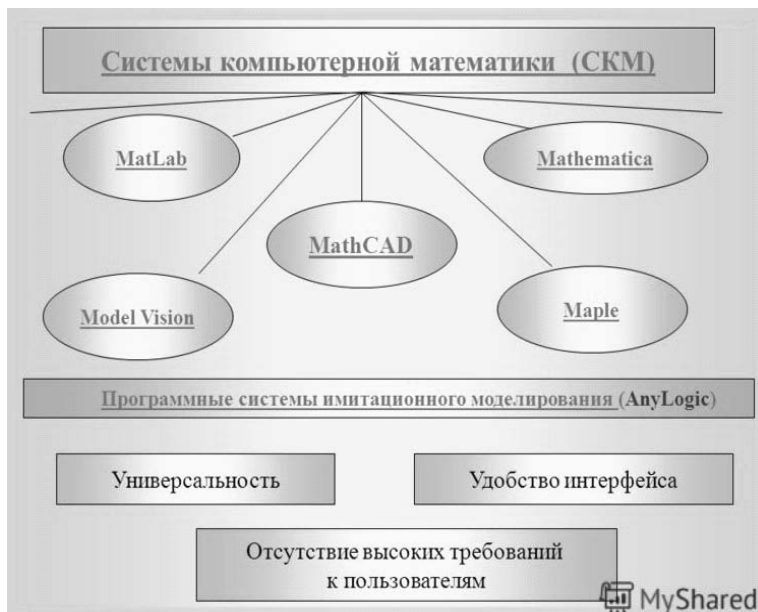 Системы компьютерной математики (СКМ)
MatLab
Mathematica
MathCAD
Model Vision
Maple
Программные системы имитационного моделирования (AnyLogic)
Универсальность
Удобство интерфейса
Отсутствие высоких требований
к пользователям
MyShared